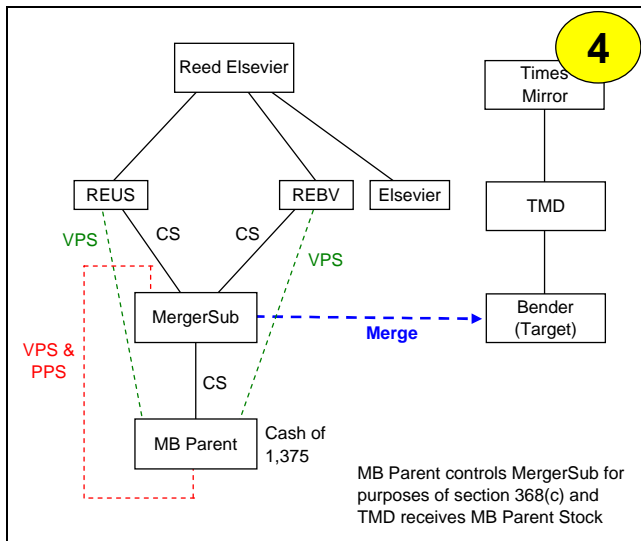 4
Reed Elsevier
Times
Mirror
REUS
REBV
Elsevier
TMD
VPS
CS
CS
VPS
MergerSub
Merge
Bender
(Target)
VPS &
PPS
CS
MB Parent
Cash of
1,375
MB Parent controls MergerSub for
purposes of section 368(c) and
TMD receives MB Parent Stock